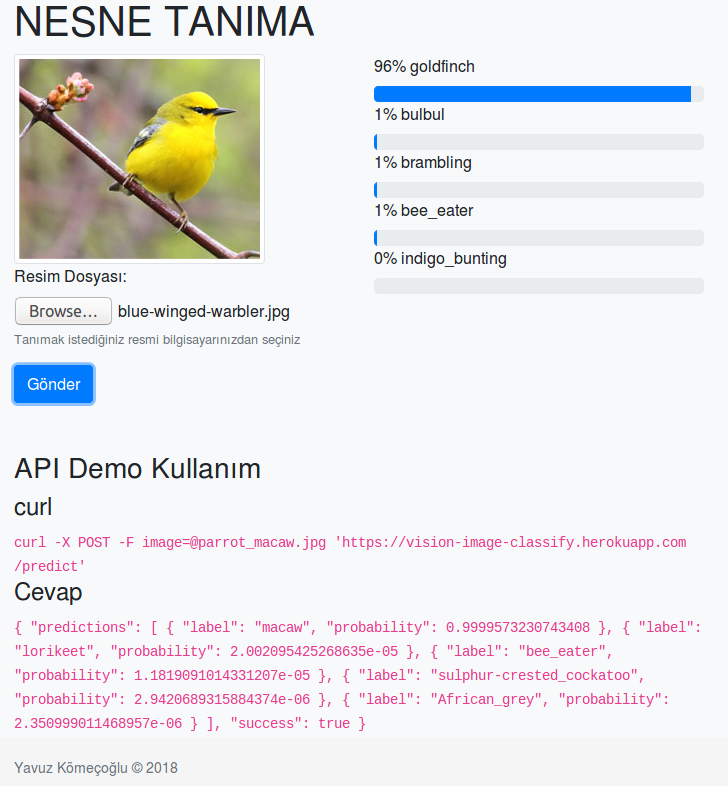 NESNE TANIMA
96% goldfinch
1% bulbul
1% brambling
1% bee_eater
0% indigo_bunting
Resim Dosyası:
Browse... blue-winged-warbler.jpg
Tanımak istediğiniz resmi bilgisayarınızdan seçiniz
Gönder
API Demo Kullanım
curl
curl -X POST -F image=@parrot_macaw.jpg 'https://vision-image-classify.herokuapp.com
/predict'
Cevap
{ "predictions": [ { "label": "macaw", "probability": 0.9999573230743408 }, { "label":
"lorikeet", "probability": 2.002095425268635e-05 }, { "label": "bee_eater",
"probability": 1.1819091014331207e-05 }, { "label": "sulphur-crested_cockatoo",
"probability": 2.9420689315884374e-06 }, { "label": "African_grey", "probability":
2.350999011468957e-06 } ], "success": true }
Yavuz Kömeçoğlu © 2018